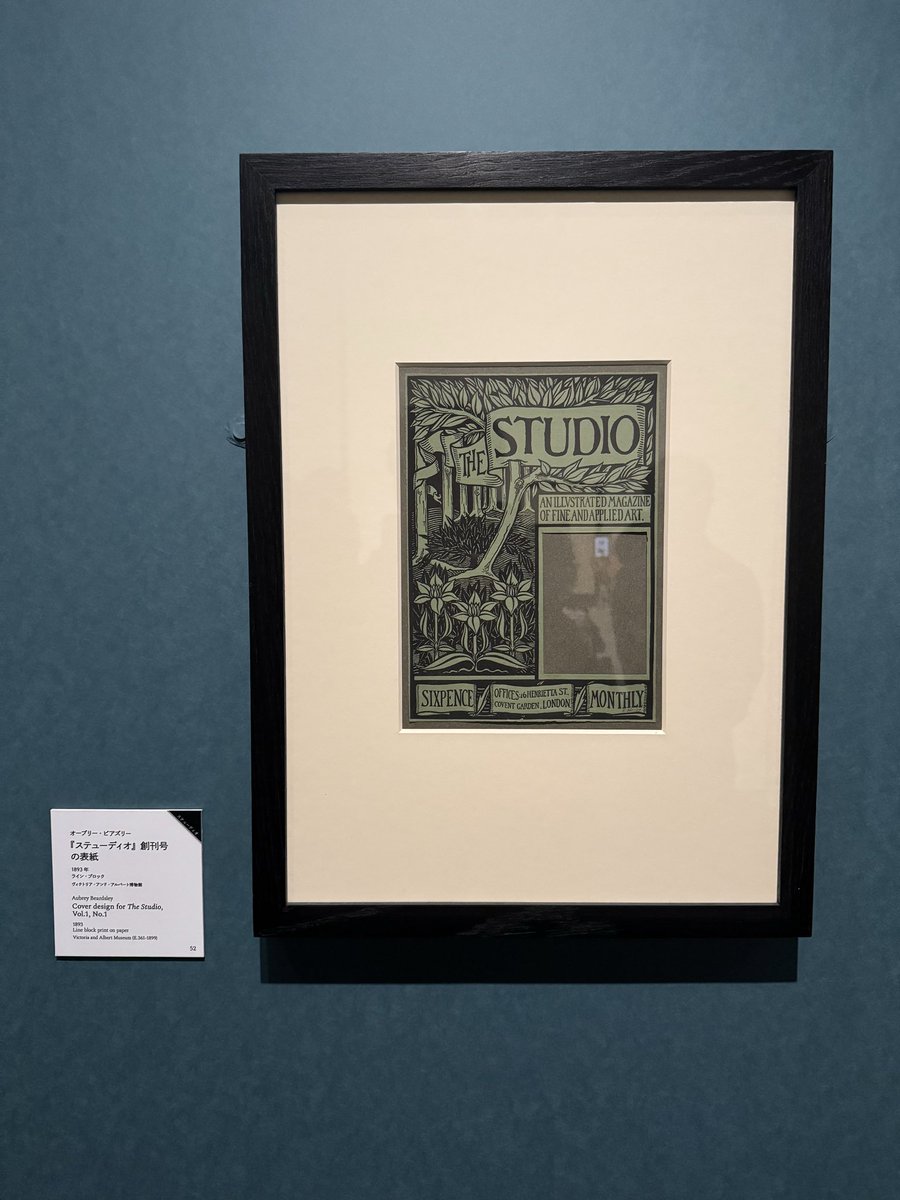 THE
STUDIO
AN ILLVSTRATED MAGAZINE
OF FINE AND APPLIED ART.
SIXPENCE
OFFICES 16 HENRIETTA ST,
COVENT GARDEN, LONDON
MONTHLY
オーブリー・ビアズリー
『ステューディオ』創刊号
の表紙
1893 年
ライン・ブロック
ヴィクトリア・アンド・アルバート博物館
Aubrey Beardsley
Cover design for The Studio,
Vol.1, No.1
1893
Line block print on paper
Victoria and Albert Museum (E.361-1899)
52